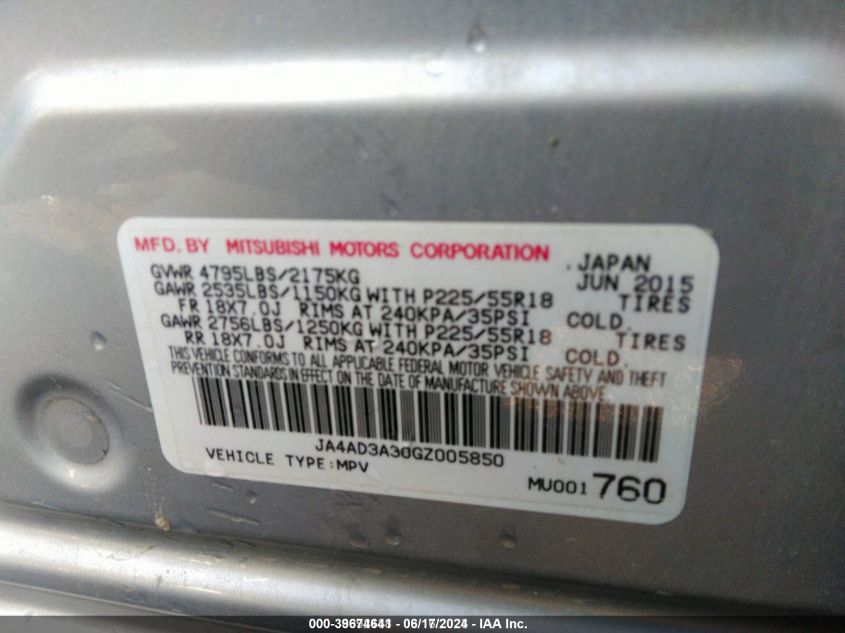 MFD. BY MITSUBISHI MOTORS CORPORATION .JAPAN
GVWR 4795LBS/2175KG JUN 2015
GAWR 2535LBS/1150KG WITH P225/55R18 TIRES
FR 18X7.0J RIMS AT 240KPA/35PSI COLD.
GAWR 2756LBS/1250KG WITH P225/55R18 TIRES
RR 18X7.0J RIMS AT 240KPA/35PSI COLD.
THIS VEHICLE CONFORMS TO ALL APPLICABLE FEDERAL MOTOR VEHICLE SAFETY AND THEFT
PREVENTION STANDARDS IN EFFECT ON THE DATE OF MANUFACTURE SHOWN ABOVE.
JA4AD3A30GZ005850
VEHICLE TYPE:MPV MU001 760
000-39674641 - 06/17/2024 - IAA Inc.